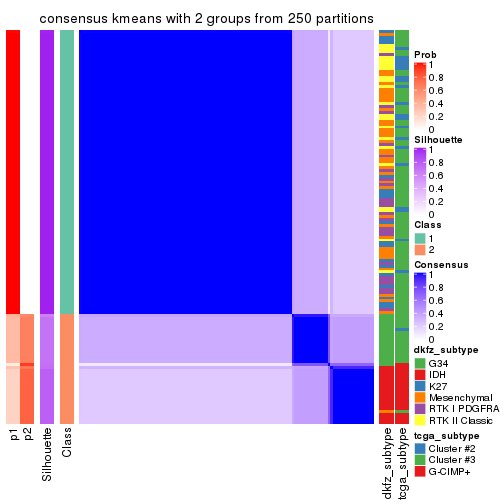 consensus kmeans with 2 groups from 250 partitions
Prob
1
0.8
0.6
0.4
0.2
0
Silhouette
1
0.8
0.6
0.4
0.2
0
Class
1
2
Consensus
1
0.8
0.6
0.4
0.2
0
dkfz_subtype
G34
IDH
K27
Mesenchymal
RTK I PDGFRA
RTK II Classic
tcga_subtype
Cluster #2
Cluster #3
G-CIMP+
p1
p2
Silhouette
Class
dkfz_subtype
tcga_subtype